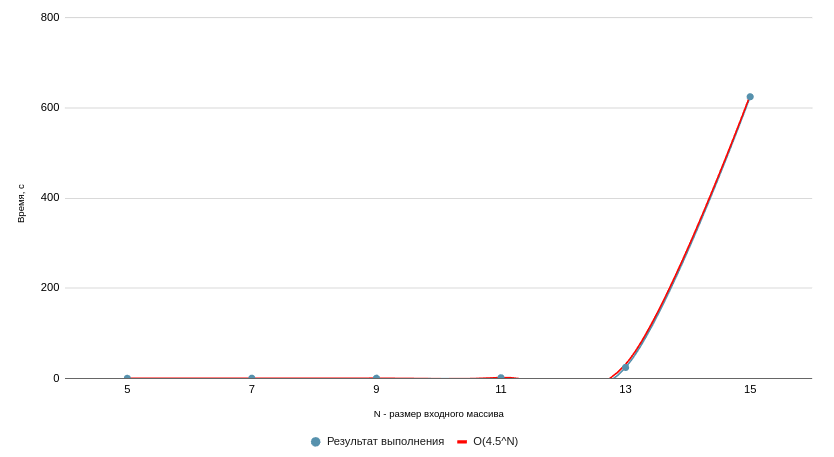 800
600
400
200
0
Время, с
5 7 9 11 13 15
N - размер входного массива
Результат выполнения O(4.5^N)